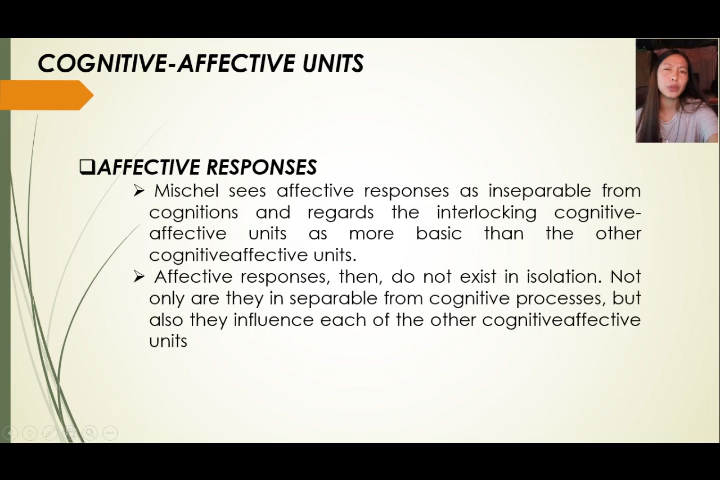 COGNITIVE-AFFECTIVE UNITS
❑AFFECTIVE RESPONSES
➢ Mischel sees affective responses as inseparable from
cognitions and regards the interlocking cognitive-
affective units as more basic than the other
cognitiveaffective units.
➢ Affective responses, then, do not exist in isolation. Not
only are they in separable from cognitive processes, but
also they influence each of the other cognitiveaffective
units